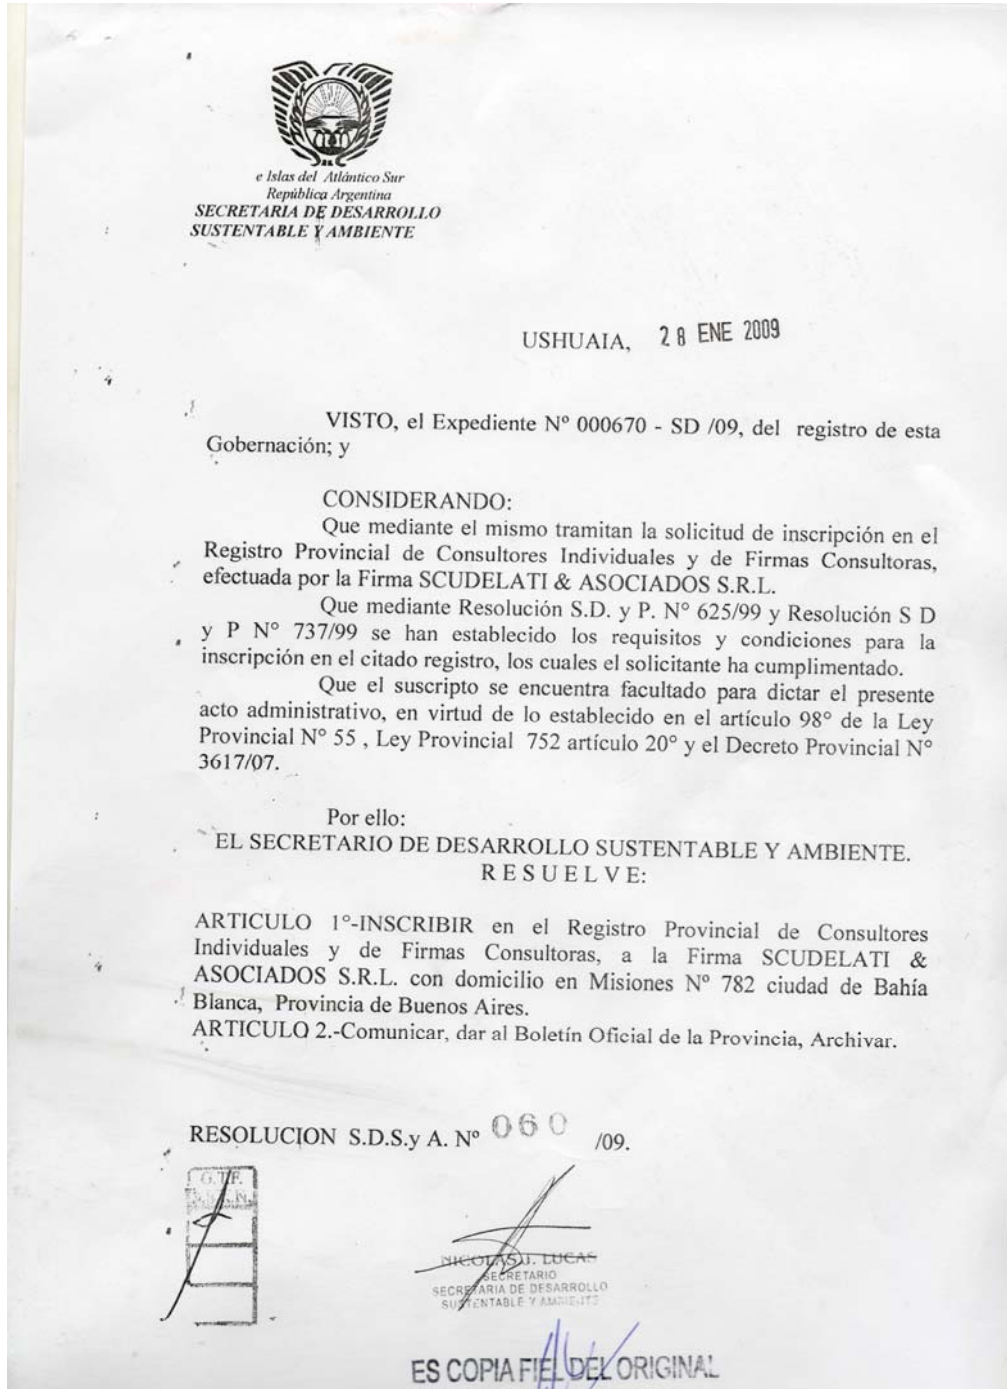 e Islas del Atlántico Sur
República Argentina
SECRETARIA DE DESARROLLO
SUSTENTABLE Y AMBIENTE
USHUAIA, 28 ENE 2009
VISTO, el Expediente Nº 000670 - SD /09, del registro de esta
Gobernación; y
CONSIDERANDO:
Que mediante el mismo tramitan la solicitud de inscripción en el
Registro Provincial de Consultores Individuales y de Firmas Consultoras,
efectuada por la Firma SCUDELATI & ASOCIADOS S.R.L.
Que mediante Resolución S.D. y P. N° 625/99 y Resolución S D
y P N° 737/99 se han establecido los requisitos y condiciones para la
inscripción en el citado registro, los cuales el solicitante ha cumplimentado.
Que el suscripto se encuentra facultado para dictar el presente
acto administrativo, en virtud de lo establecido en el artículo 98° de la Ley
Provincial N° 55 , Ley Provincial 752 artículo 20° y el Decreto Provincial N°
3617/07.
Por ello:
EL SECRETARIO DE DESARROLLO SUSTENTABLE Y AMBIENTE.
R E S U E L V E:
ARTICULO 1°-INSCRIBIR en el Registro Provincial de Consultores
Individuales y de Firmas Consultoras, a la Firma SCUDELATI &
ASOCIADOS S.R.L. con domicilio en Misiones Nº 782 ciudad de Bahía
Blanca, Provincia de Buenos Aires.
ARTICULO 2.-Comunicar, dar al Boletín Oficial de la Provincia, Archivar.
RESOLUCION S.D.S.y A. Nº 060 /09.
G.T.F.
NICOLAS J. LUCAS
SECRETARIO
SECRETARIA DE DESARROLLO
SUSTENTABLE Y AMBIENTE
ES COPIA FIEL DEL ORIGINAL